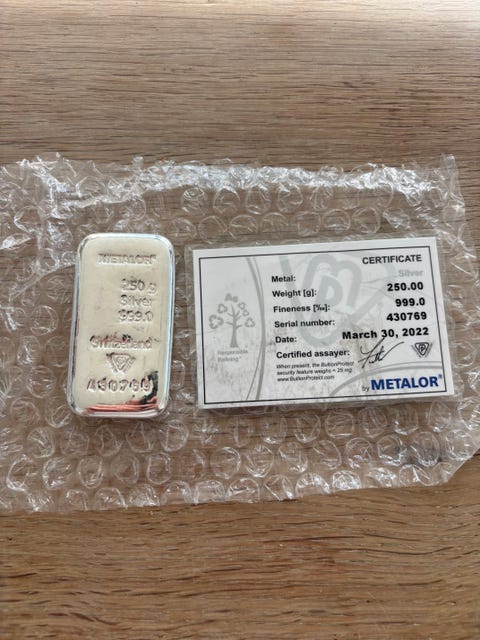 METALOR®
250 g
Silver
999.0
Switzerland
430769
CERTIFICATE
Metal: Silver
Weight [g]: 250.00
Fineness [‰]: 999.0
Serial number: 430769
Date: March 30, 2022
Certified assayer:
When present, the BullionProtect
security feature weighs < 25 mg
www.BullionProtect.com
by METALOR®
Responsible
Refining™